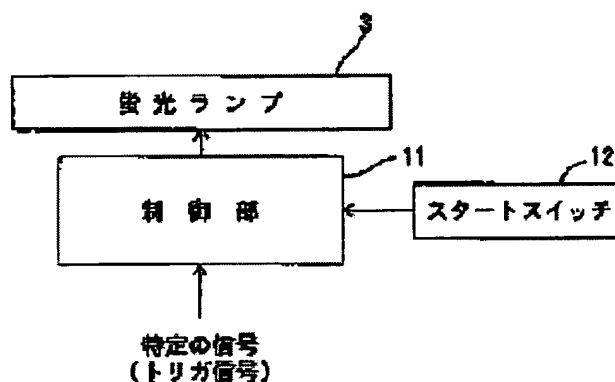 3
蛍光ランプ
11
制御部
12
スタートスイッチ
特定の信号
(トリガ信号)